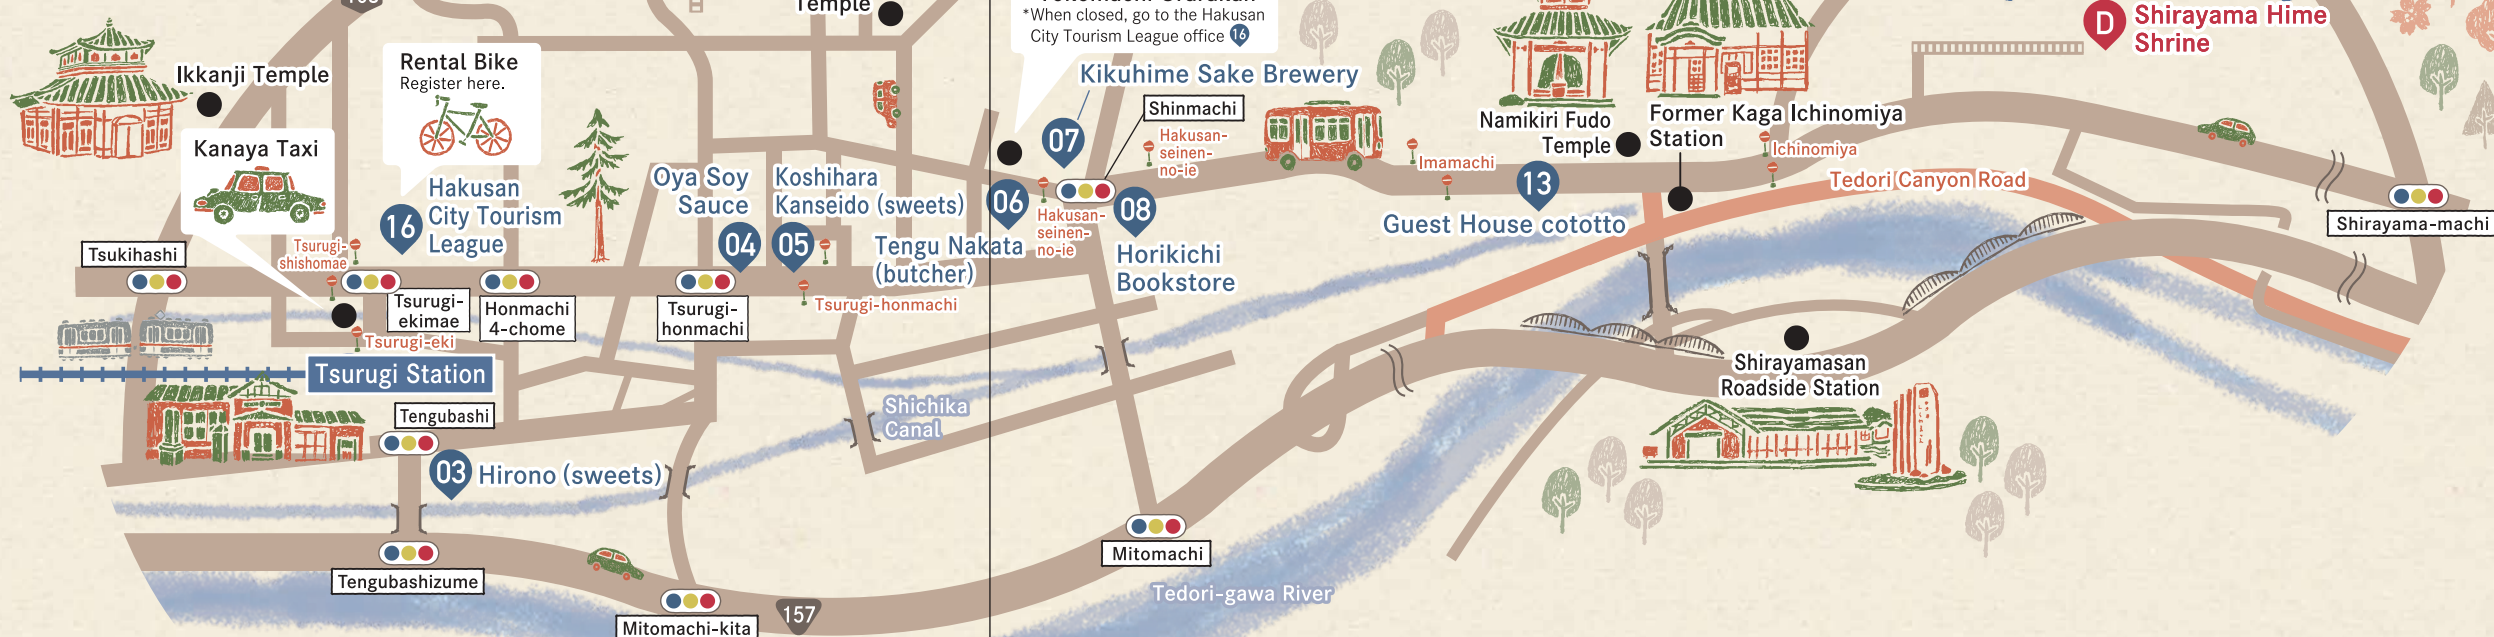 Temple
*When closed, go to the Hakusan
City Tourism League office 16
D
Shirayama Hime
Shrine
Ikkanji Temple
Rental Bike
Register here.
Kikuhime Sake Brewery
Shinmachi
Namikiri Fudo
Temple
Former Kaga Ichinomiya
Station
Kanaya Taxi
07
Hakusan-
seinen-
no-ie
Imamachi
Ichinomiya
16
Hakusan
City Tourism
League
Oya Soy
Sauce
04
Koshihara
Kanseido (sweets)
05
06
Hakusan-
seinen-
no-ie
08
13
Guest House cototto
Tedori Canyon Road
Shirayama-machi
Tsukihashi
Tsurugi-
shishomae
Tengu Nakata
(butcher)
Horikichi
Bookstore
Tsurugi-
ekimae
Honmachi
4-chome
Tsurugi-
honmachi
Tsurugi-honmachi
Tsurugi-eki
Tsurugi Station
Shirayamasan
Roadside Station
Tengubashi
Shichika
Canal
03
Hirono (sweets)
Mitomachi
Tengubashizume
Tedori-gawa River
157
Mitomachi-kita